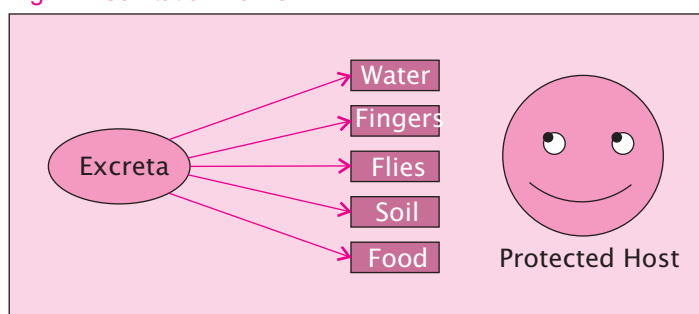 Water
Fingers
Excreta
Flies
Soil
Food
Protected Host